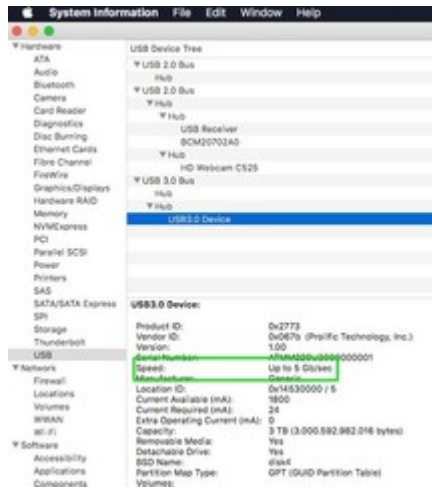 System Information File Edit Window Help
Hardware
ATA
Audio
Bluetooth
Camera
Card Reader
Diagnostics
Disc Burning
Ethernet Cards
Fibre Channel
FireWire
Graphics/Displays
Hardware RAID
Memory
NVMExpress
PCI
Parallel SCSI
Power
Printers
SAS
SATA/SATA Express
SPI
Storage
Thunderbolt
USB
Network
Firewall
Locations
Volumes
WWAN
Wi-Fi
Software
Accessibility
Applications
Components
USB Device Tree
USB 2.0 Bus
Hub
USB 2.0 Bus
Hub
Hub
USB Receiver
BCM20702A0
Hub
HD Webcam C525
USB 3.0 Bus
Hub
Hub
USB3.0 Device
USB3.0 Device:
Product ID: 0x2773
Vendor ID: 0x067b (Prolific Technology, Inc.)
Version: 1.00
Serial Number:
Speed: Up to 5 Gb/sec
Manufacturer: Generic
Location ID: 0x14530000 / 5
Current Available (mA): 1800
Current Required (mA): 24
Extra Operating Current (mA): 0
Capacity: 3 TB (3.000.592.982.016 bytes)
Removable Media: Yes
Detachable Drive: Yes
BSD Name: disk4
Partition Map Type: GPT (GUID Partition Table)
Volumes: